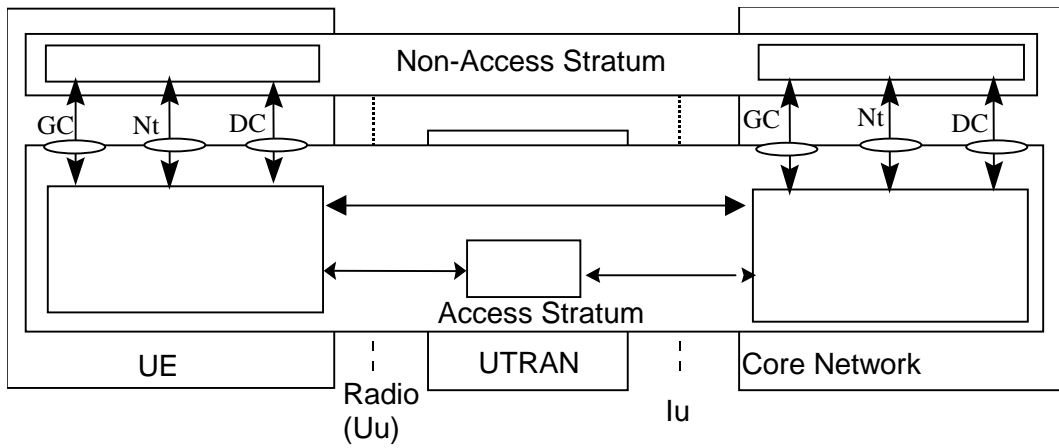 Non-Access Stratum
GC Nt DC
GC Nt DC
Access Stratum
UE
UTRAN
Core Network
Radio
(Uu)
Iu